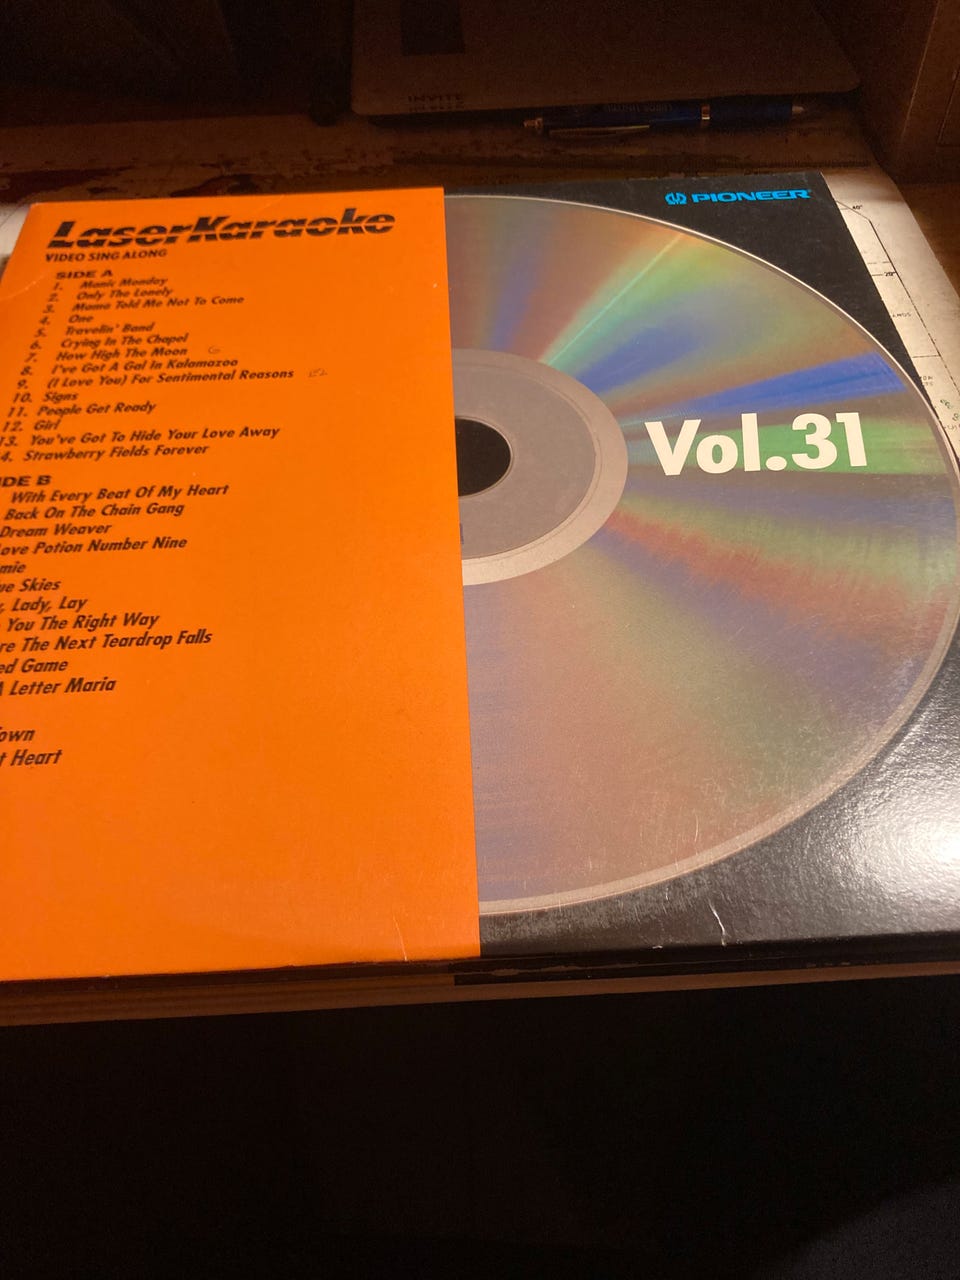 INVITE
PIONEER
LaserKaraoke
VIDEO SING ALONG
SIDE A
1. Manic Monday
2. Only The Lonely
3. Mama Told Me Not To Come
4. One
5. Travelin' Band
6. Crying In The Chapel
7. How High The Moon G
8. I've Got A Gal In Kalamazoo
9. (I Love You) For Sentimental Reasons
10. Signs
11. People Get Ready
12. Girl
13. You've Got To Hide Your Love Away
4. Strawberry Fields Forever
IDE B
With Every Beat Of My Heart
Back On The Chain Gang
Dream Weaver
ove Potion Number Nine
mie
ue Skies
, Lady, Lay
You The Right Way
re The Next Teardrop Falls
ed Game
A Letter Maria
own
t Heart
Vol.31
40°
20°